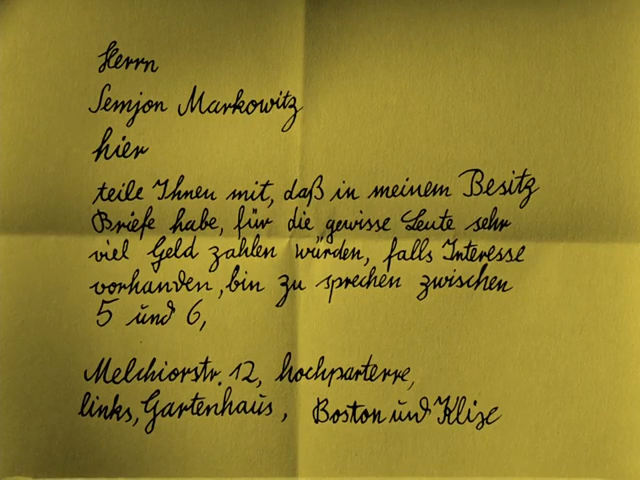 Herrn
Semjon Markowitz
hier
teile Ihnen mit, daß in meinem Besitz
Briefe habe, für die gewisse Leute sehr
viel Geld zahlen würden, falls Interesse
vorhanden, bin zu sprechen zwischen
5 und 6,
Melchiorstr. 12, hochparterre,
links, Gartenhaus, Boston und Klize